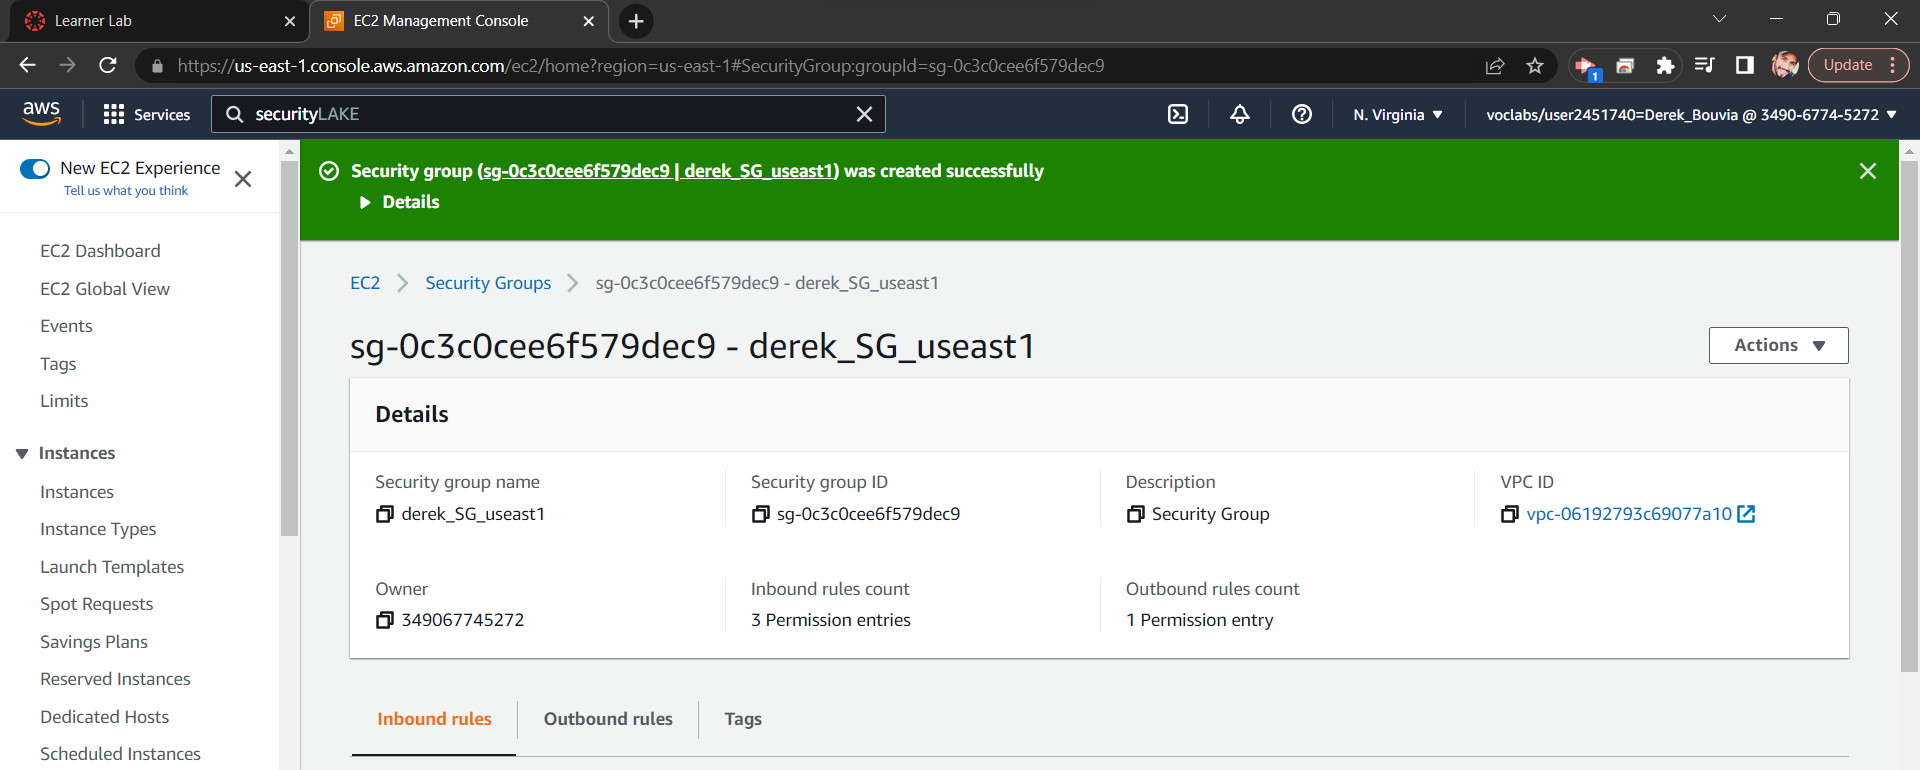 Learner Lab
EC2 Management Console
https://us-east-1.console.aws.amazon.com/ec2/home?region=us-east-1#SecurityGroup:groupId=sg-0c3c0cee6f579dec9
1
Update
aws
Services
securityLAKE
N. Virginia
voclabs/user2451740=Derek_Bouvia @ 3490-6774-5272
New EC2 Experience
Tell us what you think
EC2 Dashboard
EC2 Global View
Events
Tags
Limits
Instances
Instances
Instance Types
Launch Templates
Spot Requests
Savings Plans
Reserved Instances
Dedicated Hosts
Scheduled Instances
Security group (sg-0c3c0cee6f579dec9 | derek_SG_useast1) was created successfully
Details
EC2 Security Groups sg-0c3c0cee6f579dec9 - derek_SG_useast1
sg-0c3c0cee6f579dec9 - derek_SG_useast1
Actions
Details
Security group name
derek_SG_useast1
Security group ID
sg-0c3c0cee6f579dec9
Description
Security Group
VPC ID
vpc-06192793c69077a10
Owner
349067745272
Inbound rules count
3 Permission entries
Outbound rules count
1 Permission entry
Inbound rules
Outbound rules
Tags